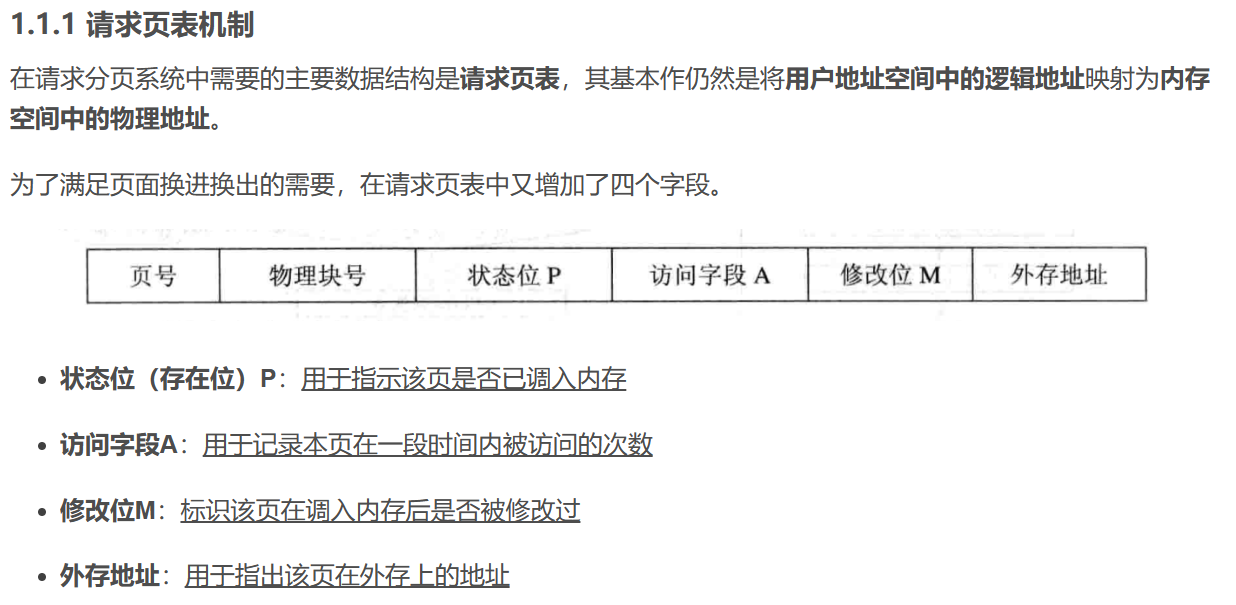 1.1.1 请求页表机制
在请求分页系统中需要的主要数据结构是请求页表，其基本作仍然是将用户地址空间中的逻辑地址映射为内存
空间中的物理地址。
为了满足页面换进换出的需要，在请求页表中又增加了四个字段。
页号 物理块号 状态位 P 访问字段 A 修改位 M 外存地址
• 状态位（存在位）P：用于指示该页是否已调入内存
• 访问字段A：用于记录本页在一段时间内被访问的次数
• 修改位M：标识该页在调入内存后是否被修改过
• 外存地址：用于指出该页在外存上的地址